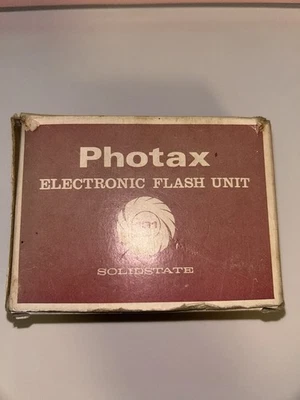 Photax
ELECTRONIC FLASH UNIT
SOLIDSTATE